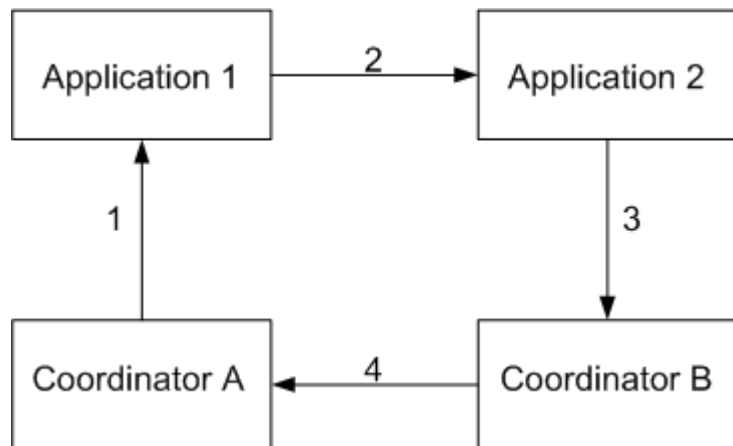 Application 1
2
Application 2
1
3
Coordinator A
4
Coordinator B